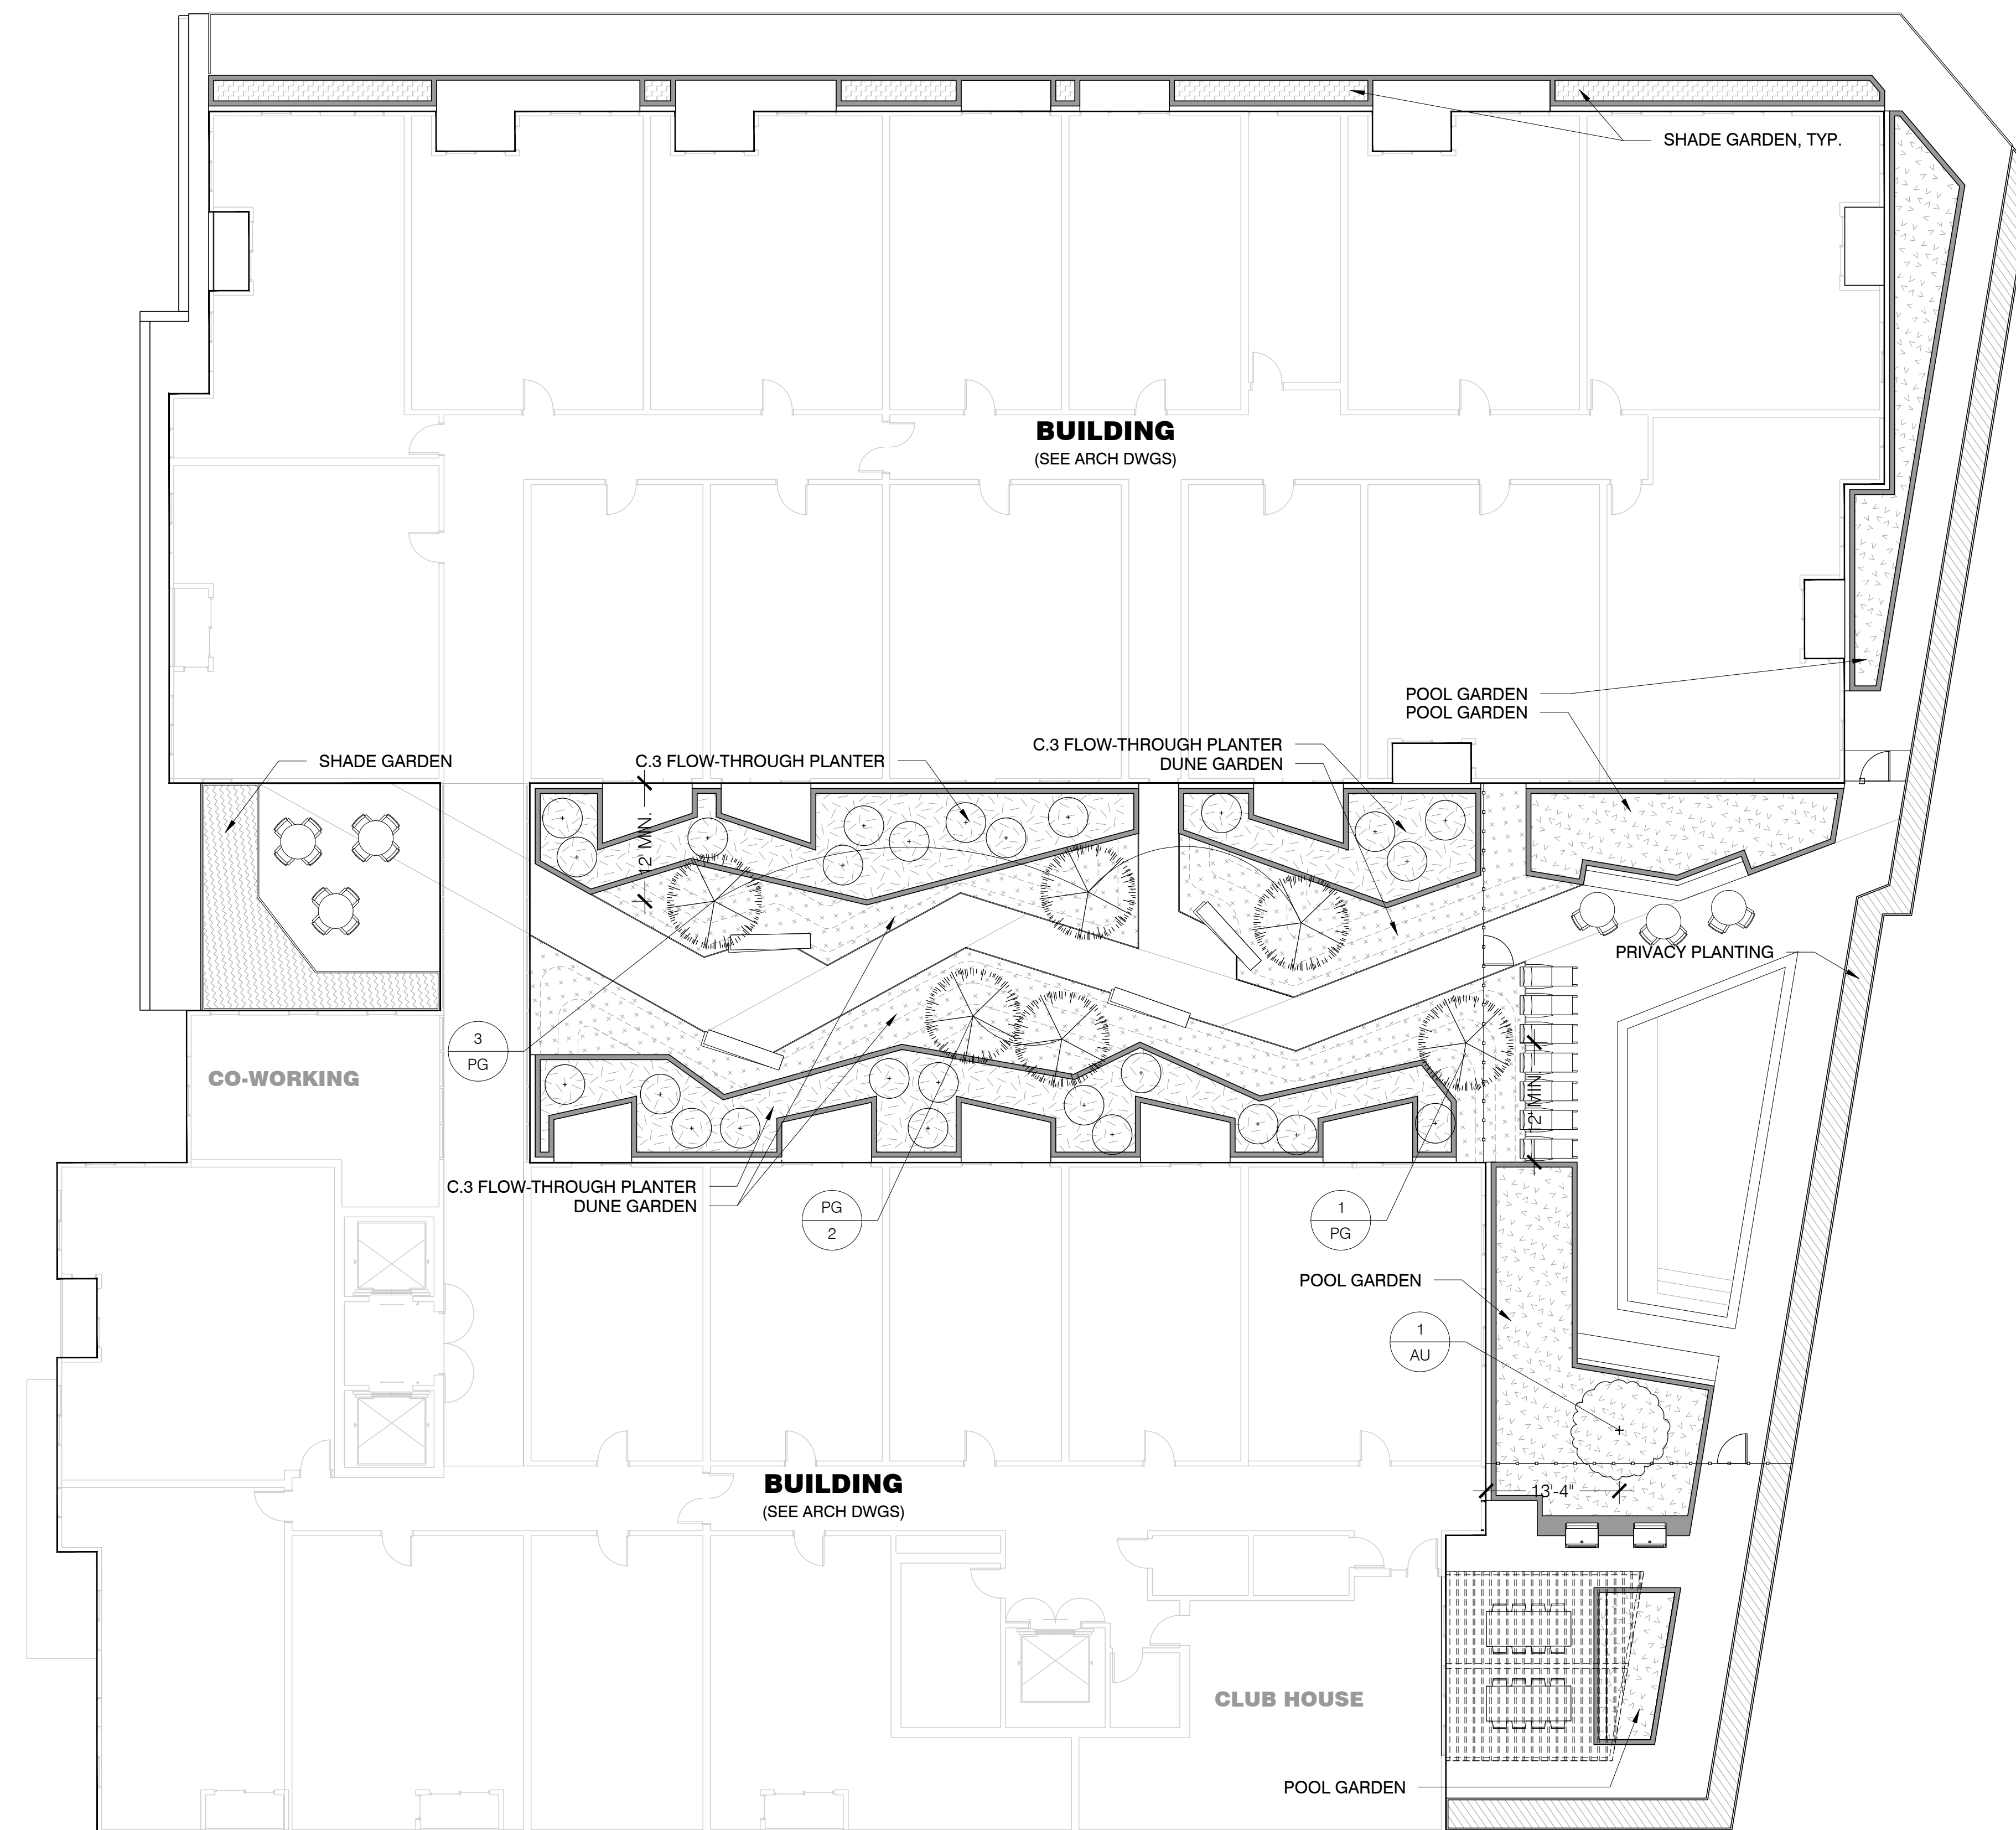 SHADE GARDEN, TYP.
BUILDING
(SEE ARCH DWGS)
POOL GARDEN
POOL GARDEN
C.3 FLOW-THROUGH PLANTER
DUNE GARDEN
SHADE GARDEN
C.3 FLOW-THROUGH PLANTER
12' MIN.
PRIVACY PLANTING
3
PG
CO-WORKING
12' MIN.
C.3 FLOW-THROUGH PLANTER
DUNE GARDEN
PG
2
1
PG
POOL GARDEN
1
AU
BUILDING
(SEE ARCH DWGS)
13'-4"
CLUB HOUSE
POOL GARDEN